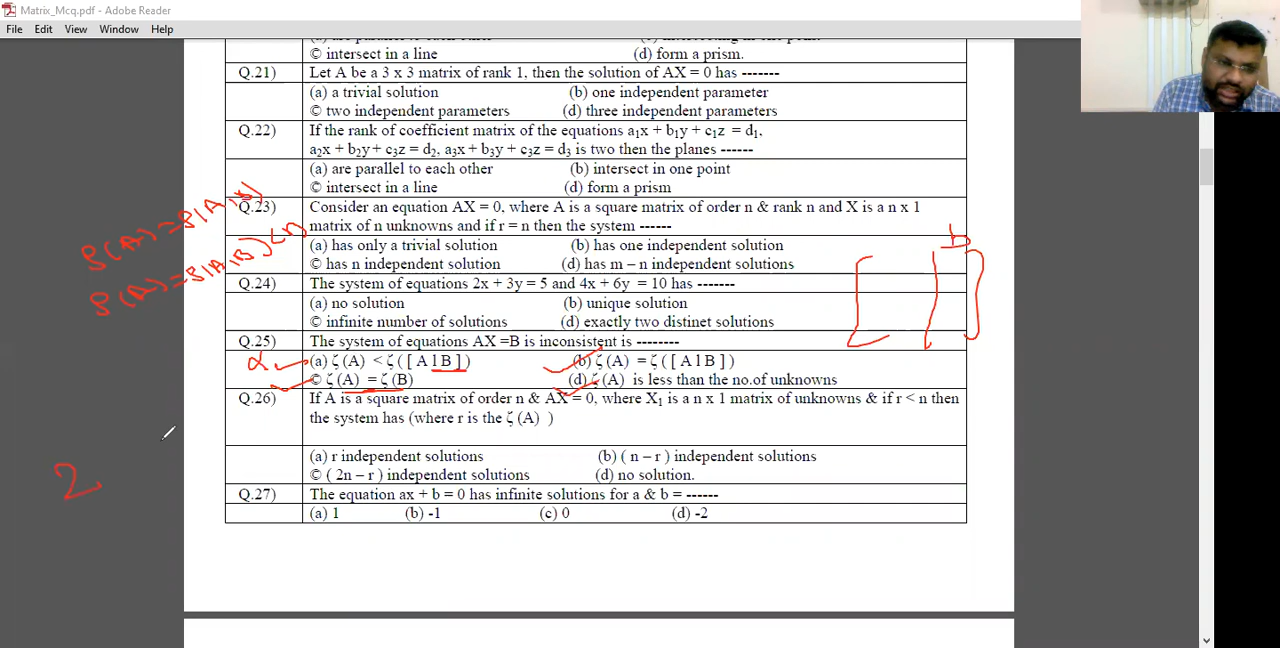 Matrix_Mcq.pdf - Adobe Reader
File Edit View Window Help
© intersect in a line (d) form a prism.
Q.21) Let A be a 3 x 3 matrix of rank 1, then the solution of AX = 0 has -------
(a) a trivial solution (b) one independent parameter
© two independent parameters (d) three independent parameters
Q.22) If the rank of coefficient matrix of the equations a₁x + b₁y + c₁z = d₁,
a₂x + b₂y + c₂z = d₂, a₃x + b₃y + c₃z = d₃ is two then the planes ------
(a) are parallel to each other (b) intersect in one point
© intersect in a line (d) form a prism
Q.23) Consider an equation AX = 0, where A is a square matrix of order n & rank n and X is a n x 1
matrix of n unknowns and if r = n then the system ------
(a) has only a trivial solution (b) has one independent solution
© has n independent solution (d) has m – n independent solutions
ρ(A) = ρ(A|B)
ρ(A) = ρ(A|B) < n
b
Q.24) The system of equations 2x + 3y = 5 and 4x + 6y = 10 has -------
(a) no solution (b) unique solution
© infinite number of solutions (d) exactly two distinet solutions
Q.25) The system of equations AX =B is inconsistent is --------
(a) ζ (A) < ζ ( [ A l B ] ) (b) ζ (A) = ζ ( [ A l B ] )
© ζ (A) = ζ (B) (d) ζ (A) is less than the no.of unknowns
Q.26) If A is a square matrix of order n & AX = 0, where X₁ is a n x 1 matrix of unknowns & if r < n then
the system has (where r is the ζ (A) )
(a) r independent solutions (b) ( n – r ) independent solutions
© ( 2n – r ) independent solutions (d) no solution.
2
Q.27) The equation ax + b = 0 has infinite solutions for a & b = ------
(a) 1 (b) -1 (c) 0 (d) -2